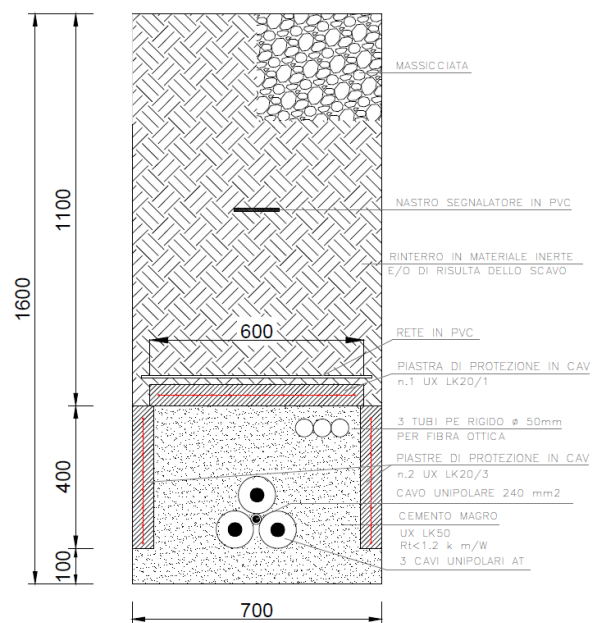 MASSICCIATA
1100
NASTRO SEGNALATORE IN PVC
RINTERRO IN MATERIALE INERTE
E/O DI RISULTA DELLO SCAVO
1600
600
RETE IN PVC
PIASTRA DI PROTEZIONE IN CAV
n.1 UX LK20/1
3 TUBI PE RIGIDO ø 50mm
PER FIBRA OTTICA
400
PIASTRE DI PROTEZIONE IN CAV
n.2 UX LK20/3
CAVO UNIPOLARE 240 mm2
CEMENTO MAGRO
UX LK50
Rt<1.2 k m/W
3 CAVI UNIPOLARI AT
100
700